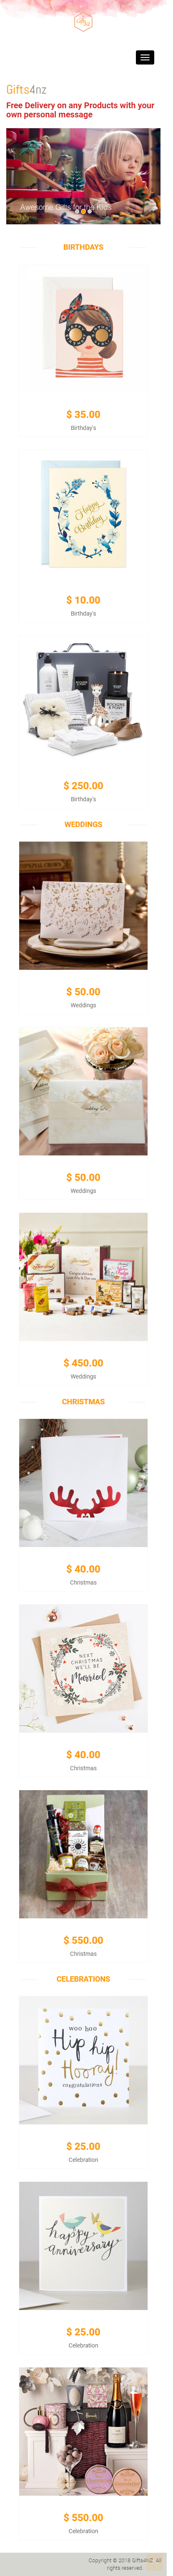 Gifts4nz
Free Delivery on any Products with your
own personal message
Awesome Gifts for the Kids
BIRTHDAYS
$ 35.00
Birthday's
Happy
Birthday
$ 10.00
Birthday's
$ 250.00
Birthday's
WEDDINGS
$ 50.00
Weddings
$ 50.00
Weddings
$ 450.00
Weddings
CHRISTMAS
$ 40.00
Christmas
NEXT
CHRISTMAS
WE'LL BE
Married
$ 40.00
Christmas
$ 550.00
Christmas
CELEBRATIONS
WOO HOO
Hip hip
Hooray!
congratulations
$ 25.00
Celebration
happy
anniversary
$ 25.00
Celebration
$ 550.00
Celebration
Copyright © 2019 Gifts4NZ. All
rights reserved.